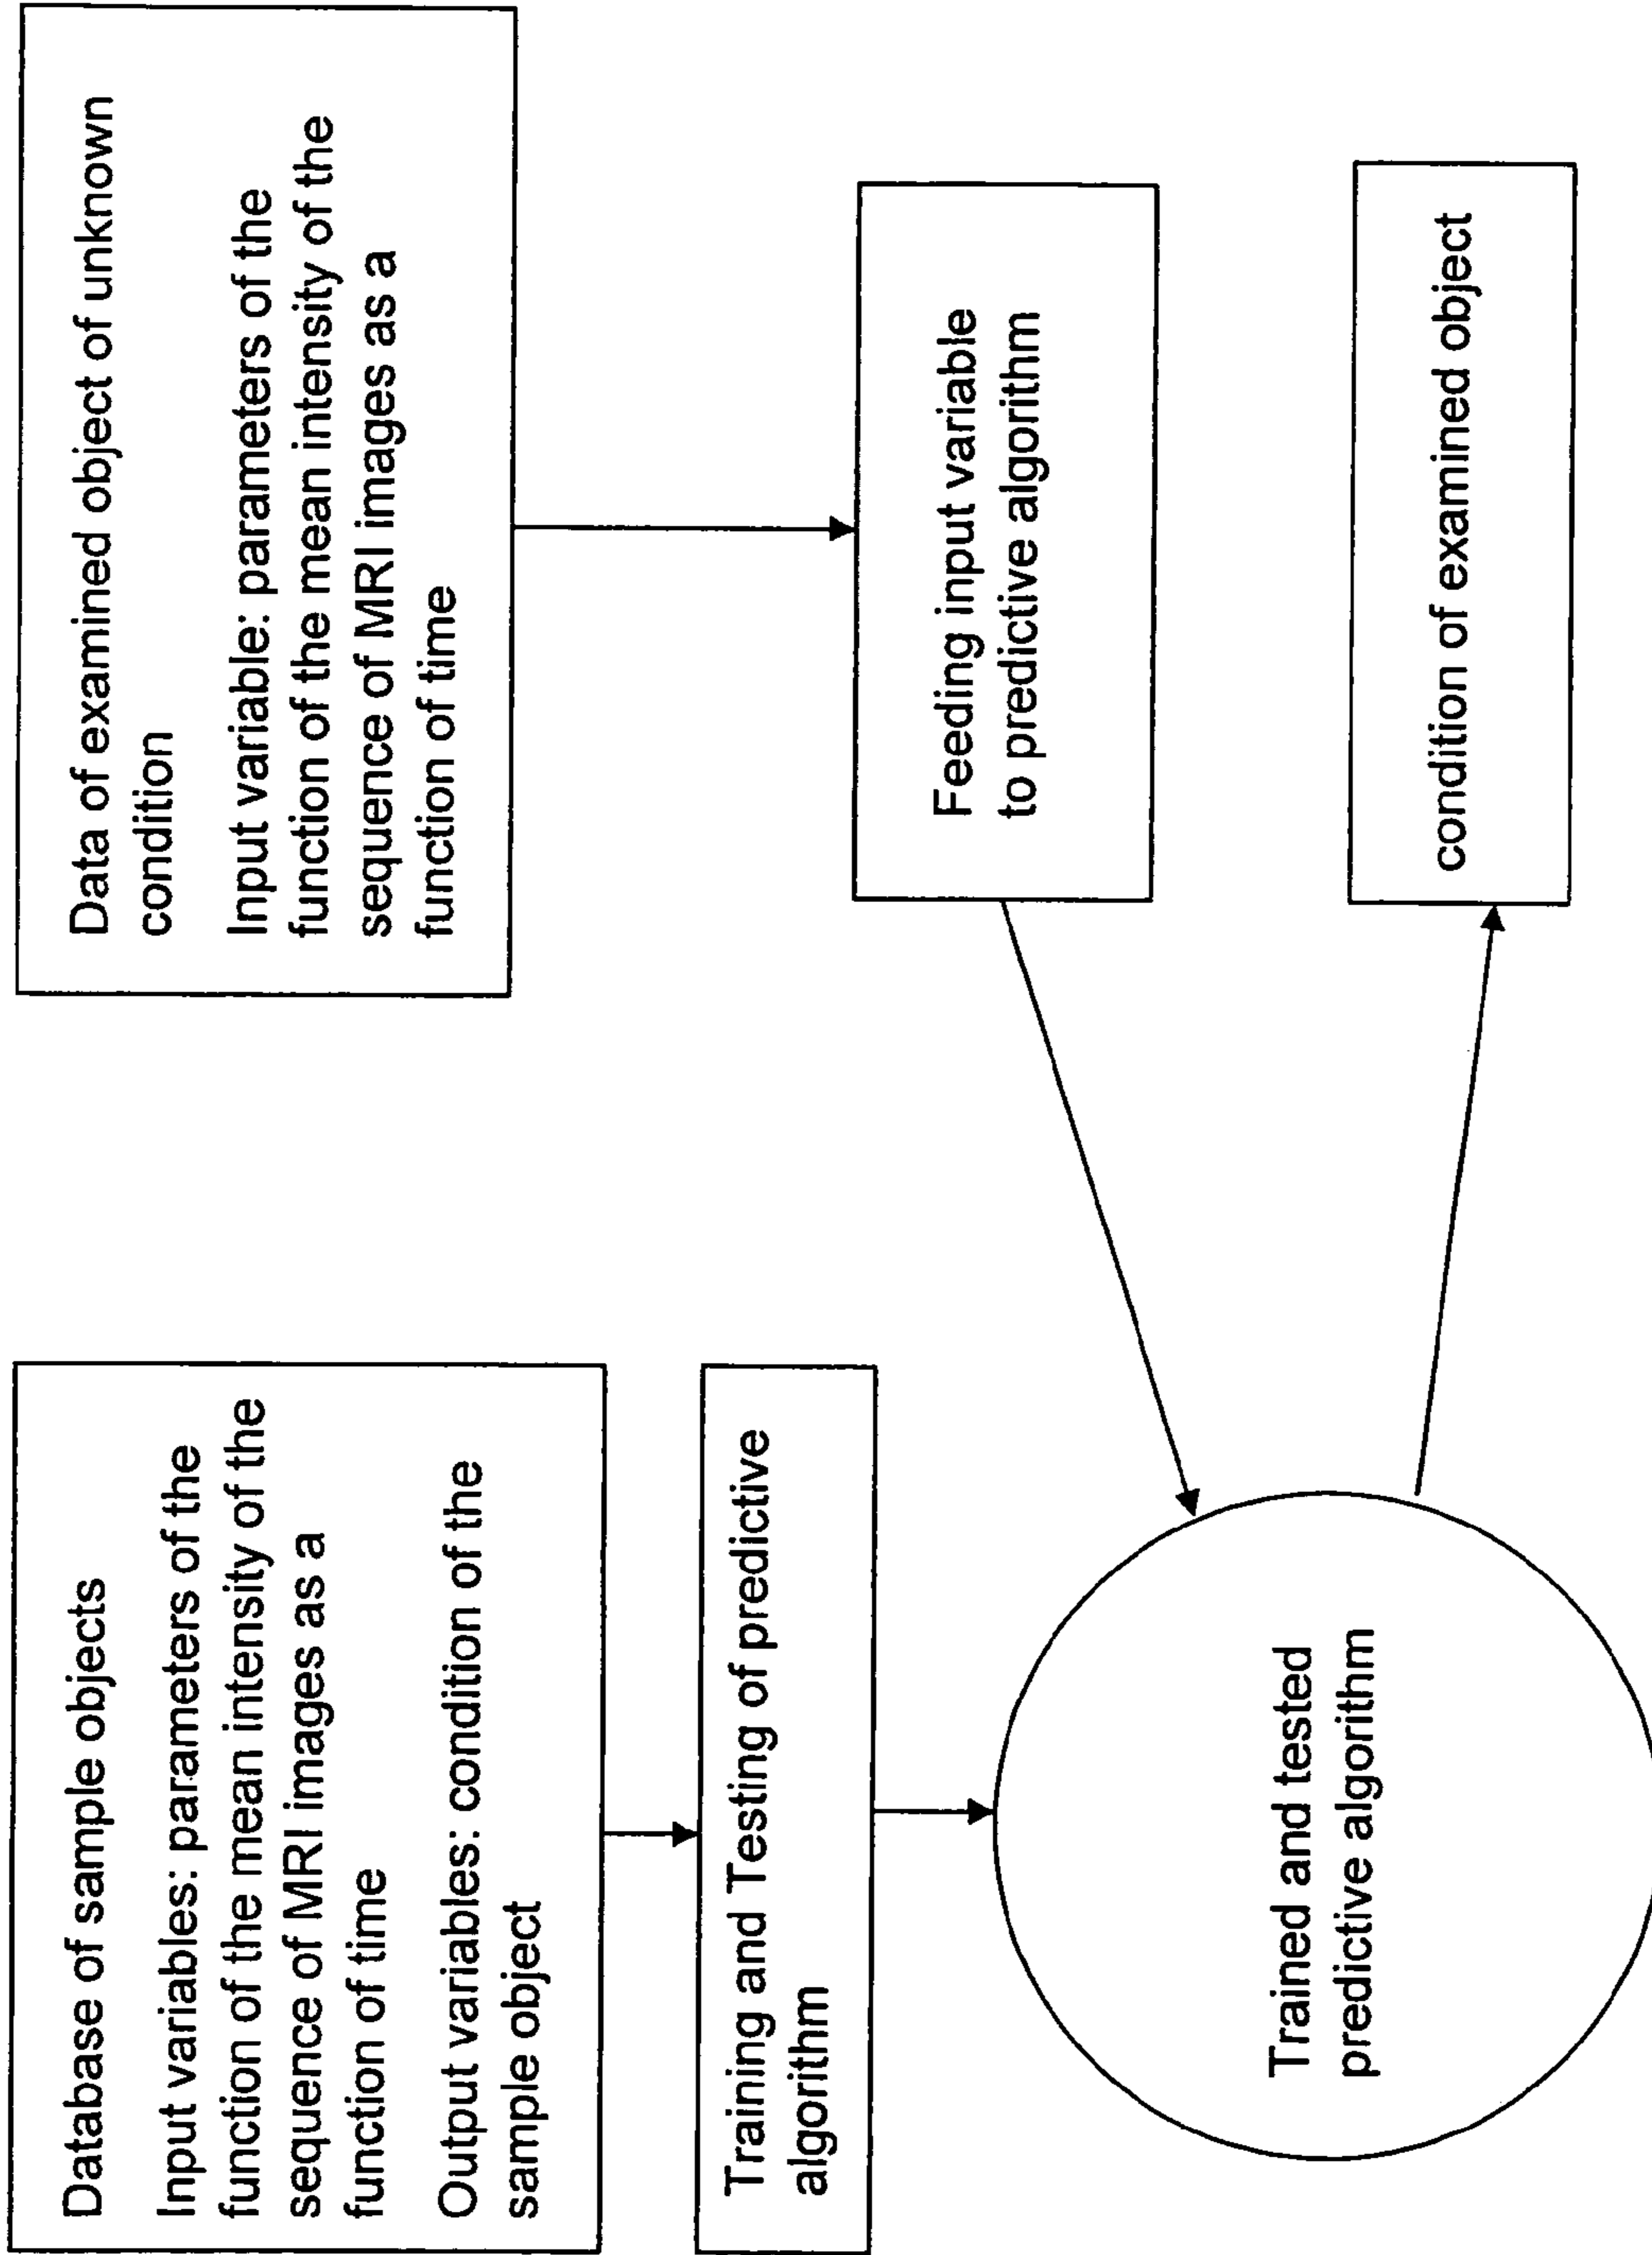 Database of sample objects
Input variables: parameters of the
function of the mean intensity of the
sequence of MRI images as a
function of time
Output variables: condition of the
sample object
Training and Testing of predictive
algorithm
Trained and tested
predictive algorithm
Data of examined object of unknown
condition
Input variable: parameters of the
function of the mean intensity of the
sequence of MRI images as a
function of time
Feeding input variable
to predictive algorithm
condition of examined object